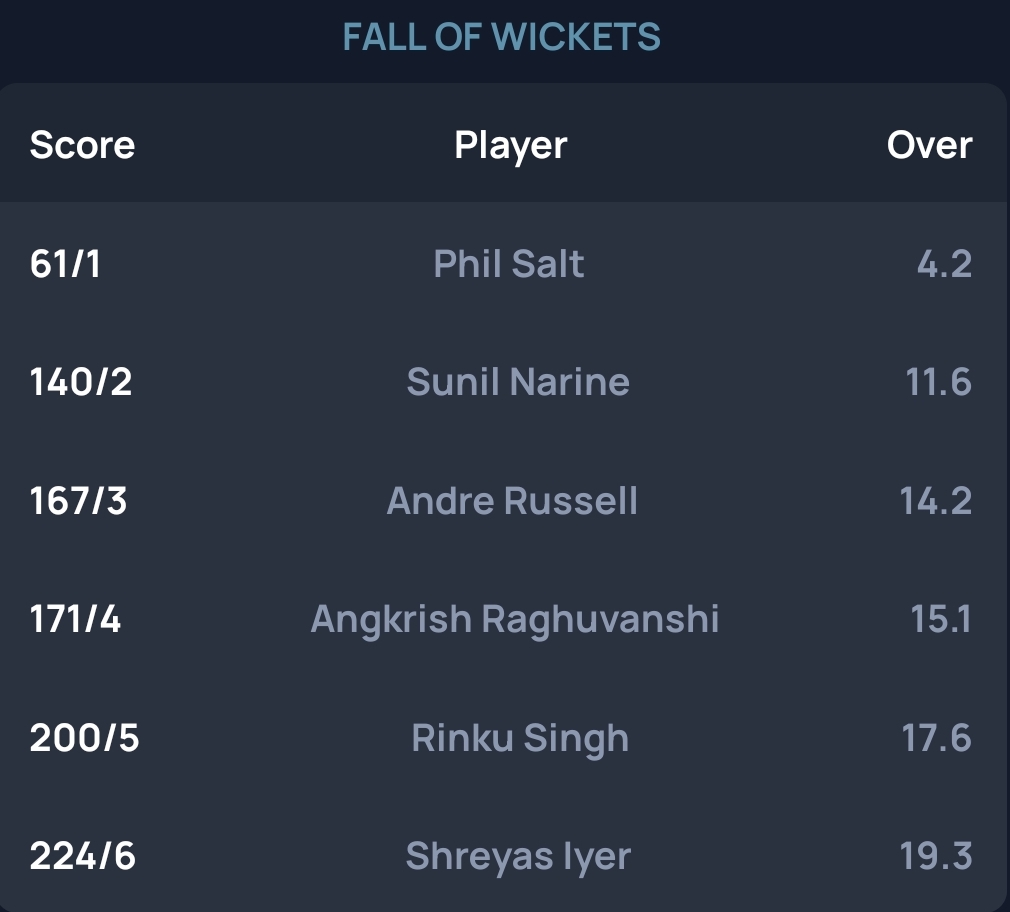 FALL OF WICKETS
Score Player Over
61/1 Phil Salt 4.2
140/2 Sunil Narine 11.6
167/3 Andre Russell 14.2
171/4 Angkrish Raghuvanshi 15.1
200/5 Rinku Singh 17.6
224/6 Shreyas Iyer 19.3